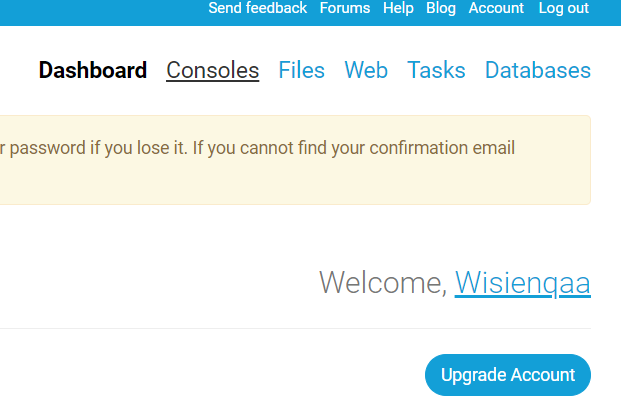 Send feedback Forums Help Blog Account Log out
Dashboard Consoles Files Web Tasks Databases
r password if you lose it. If you cannot find your confirmation email
Welcome, Wisienqaa
Upgrade Account